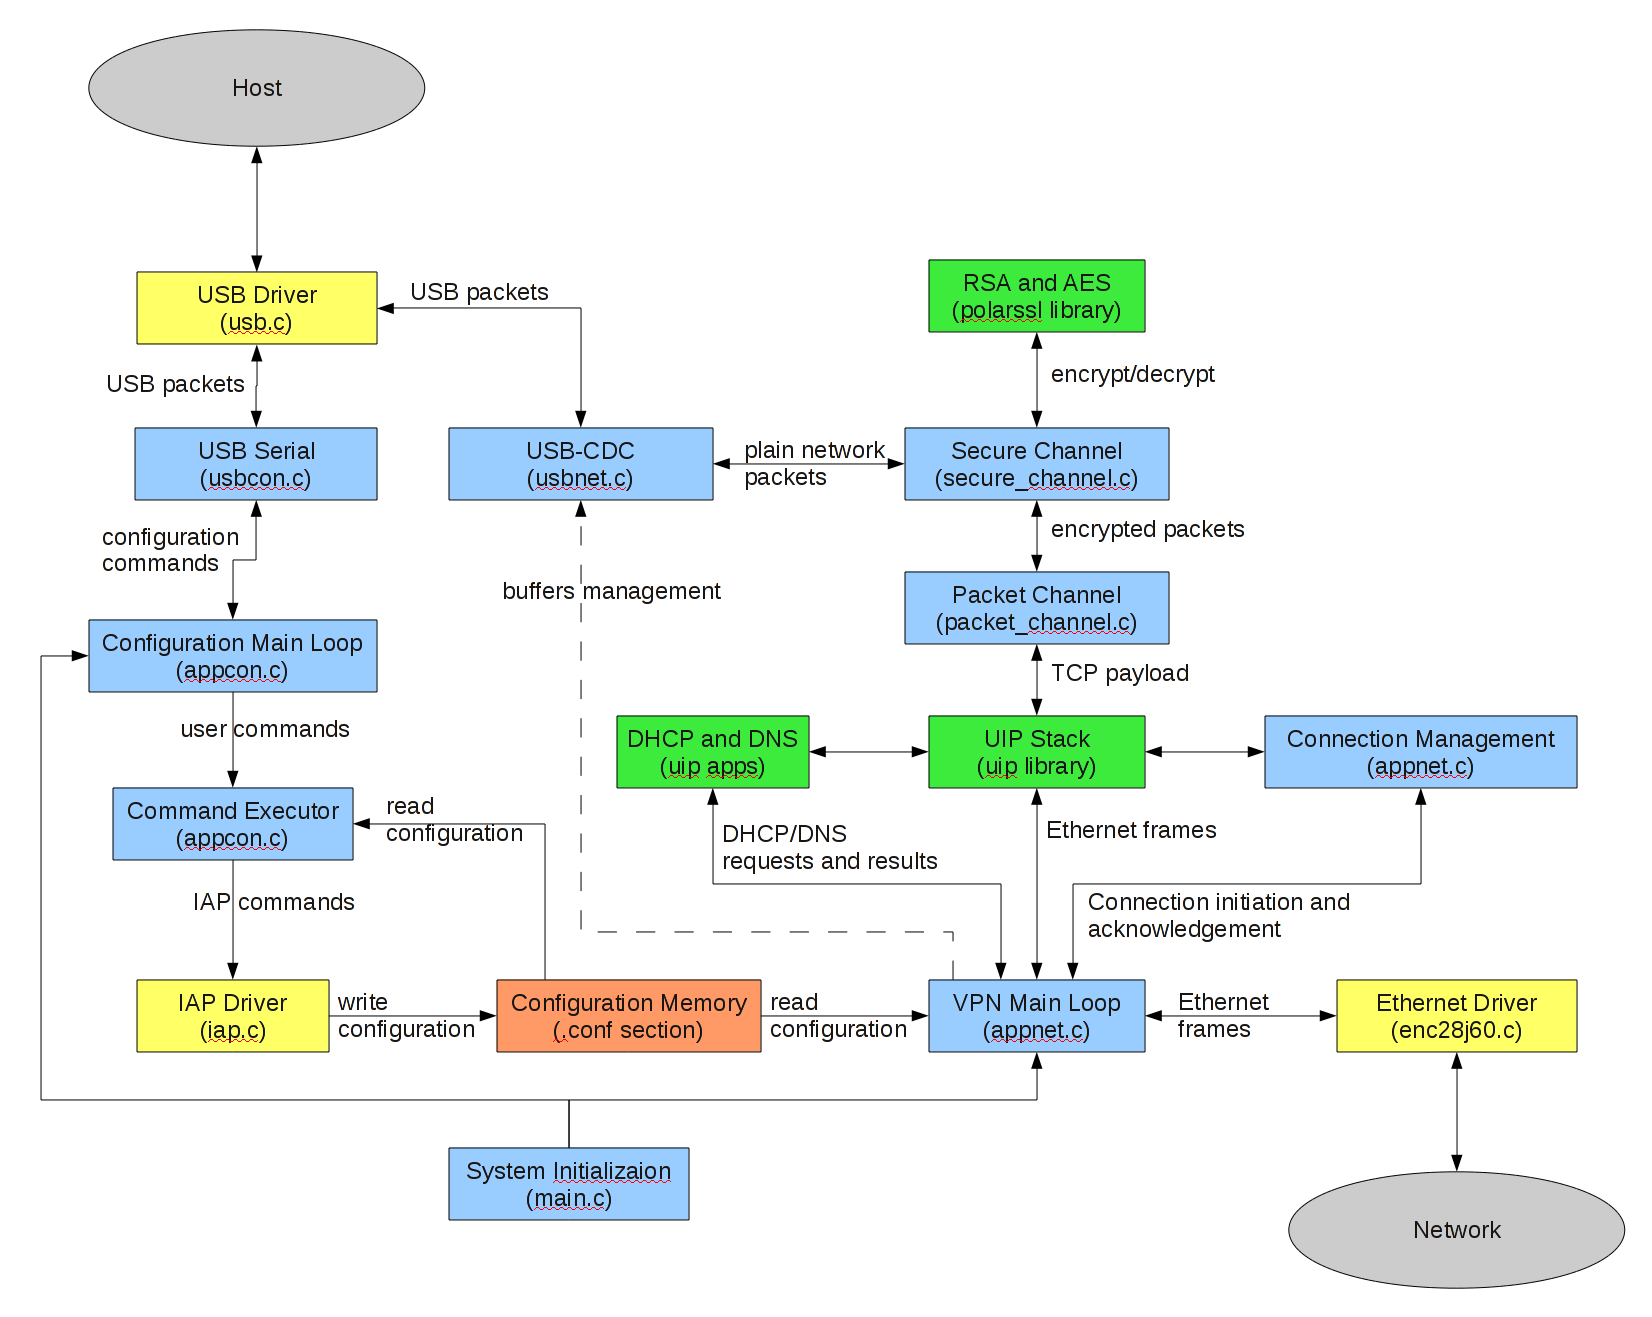 Host
USB Driver
(usb.c)
USB packets
RSA and AES
(polarssl library)
USB packets
encrypt/decrypt
USB Serial
(usbcon.c)
USB-CDC
(usbnet.c)
plain network
packets
Secure Channel
(secure_channel.c)
configuration
commands
encrypted packets
buffers management
Packet Channel
(packet_channel.c)
Configuration Main Loop
(appcon.c)
TCP payload
user commands
DHCP and DNS
(uip apps)
UIP Stack
(uip library)
Connection Management
(appnet.c)
Command Executor
(appcon.c)
read
configuration
DHCP/DNS
requests and results
Ethernet frames
IAP commands
Connection initiation and
acknowledgement
IAP Driver
(iap.c)
write
configuration
Configuration Memory
(.conf section)
read
configuration
VPN Main Loop
(appnet.c)
Ethernet
frames
Ethernet Driver
(enc28j60.c)
System Initializaion
(main.c)
Network